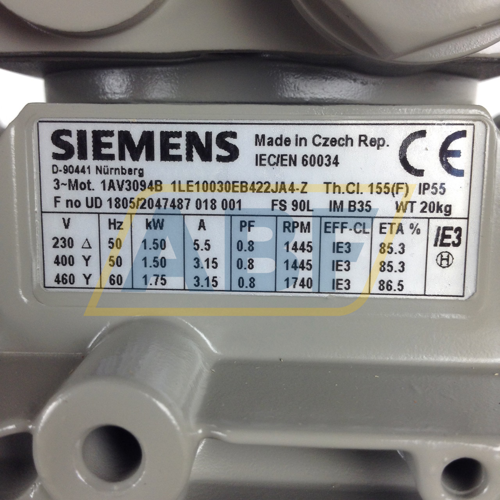 SIEMENS Made in Czech Rep. CE
D-90441 Nürnberg IEC/EN 60034
3~Mot. 1AV3094B 1LE10030EB422JA4-Z Th.Cl. 155(F) IP55
F no UD 1805/2047487 018 001 FS 90L IM B35 WT 20kg
V Hz kW A PF RPM EFF-CL ETA % IE3
230 Δ 50 1.50 5.5 0.8 1445 IE3 85.3 H
400 Y 50 1.50 3.15 0.8 1445 IE3 85.3
460 Y 60 1.75 3.15 0.8 1740 IE3 86.5
ABF